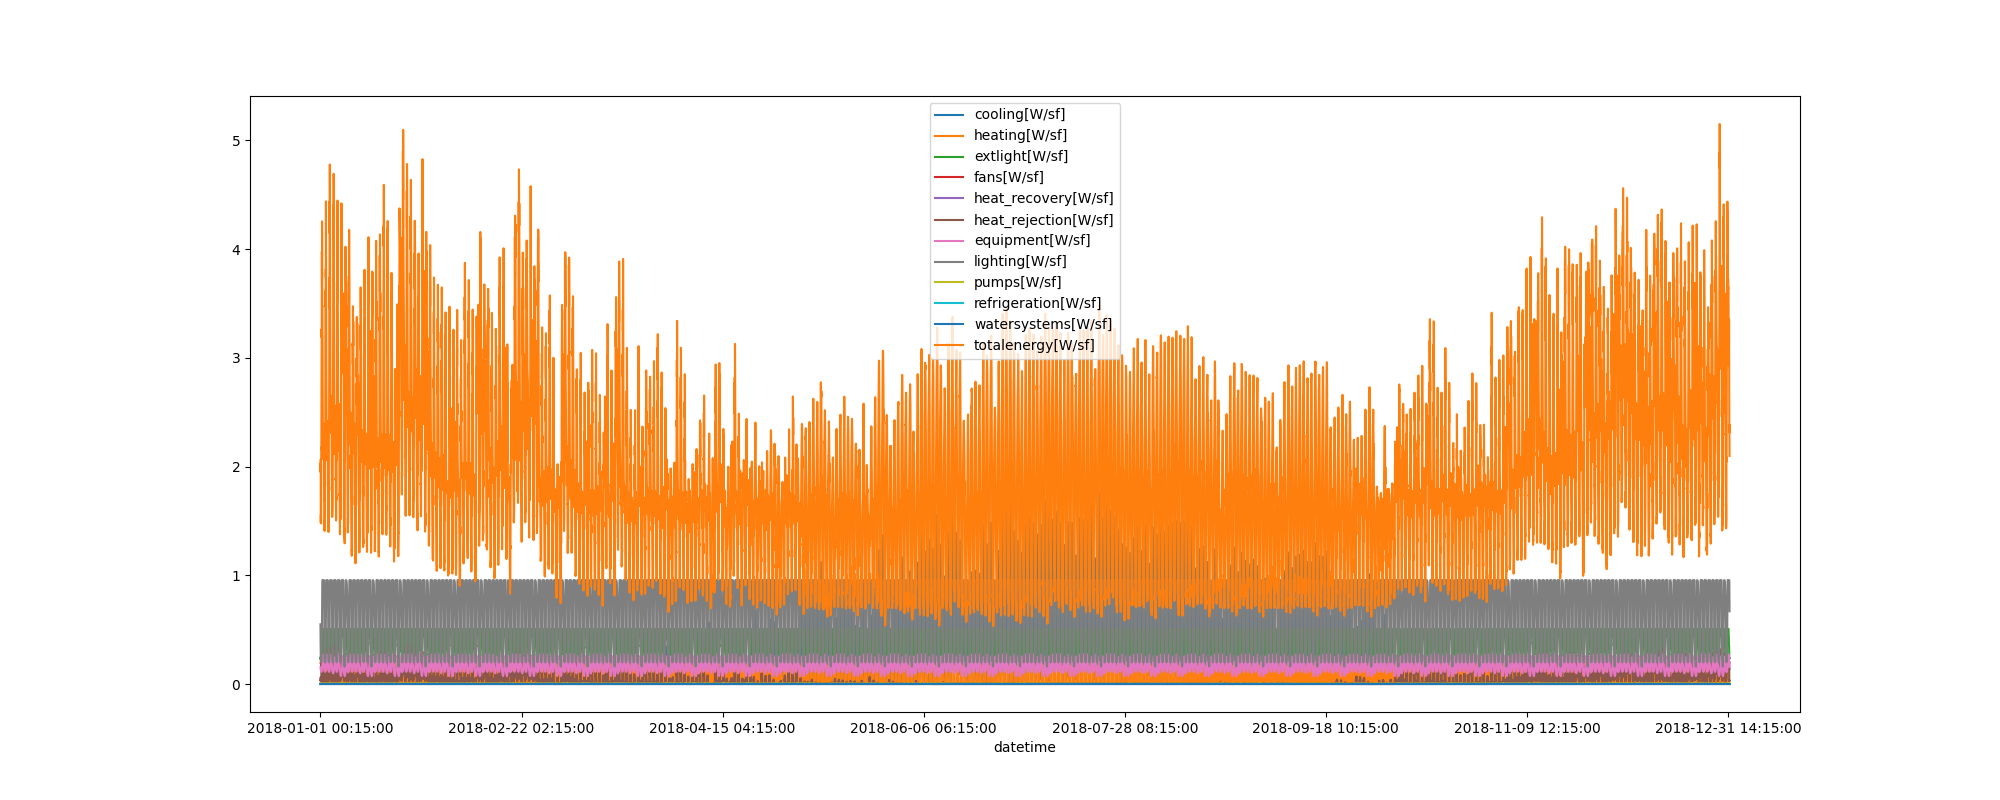 5
4
3
2
1
0
cooling[W/sf]
heating[W/sf]
extlight[W/sf]
fans[W/sf]
heat_recovery[W/sf]
heat_rejection[W/sf]
equipment[W/sf]
lighting[W/sf]
pumps[W/sf]
refrigeration[W/sf]
watersystems[W/sf]
totalenergy[W/sf]
2018-01-01 00:15:00 2018-02-22 02:15:00 2018-04-15 04:15:00 2018-06-06 06:15:00 2018-07-28 08:15:00 2018-09-18 10:15:00 2018-11-09 12:15:00 2018-12-31 14:15:00
datetime